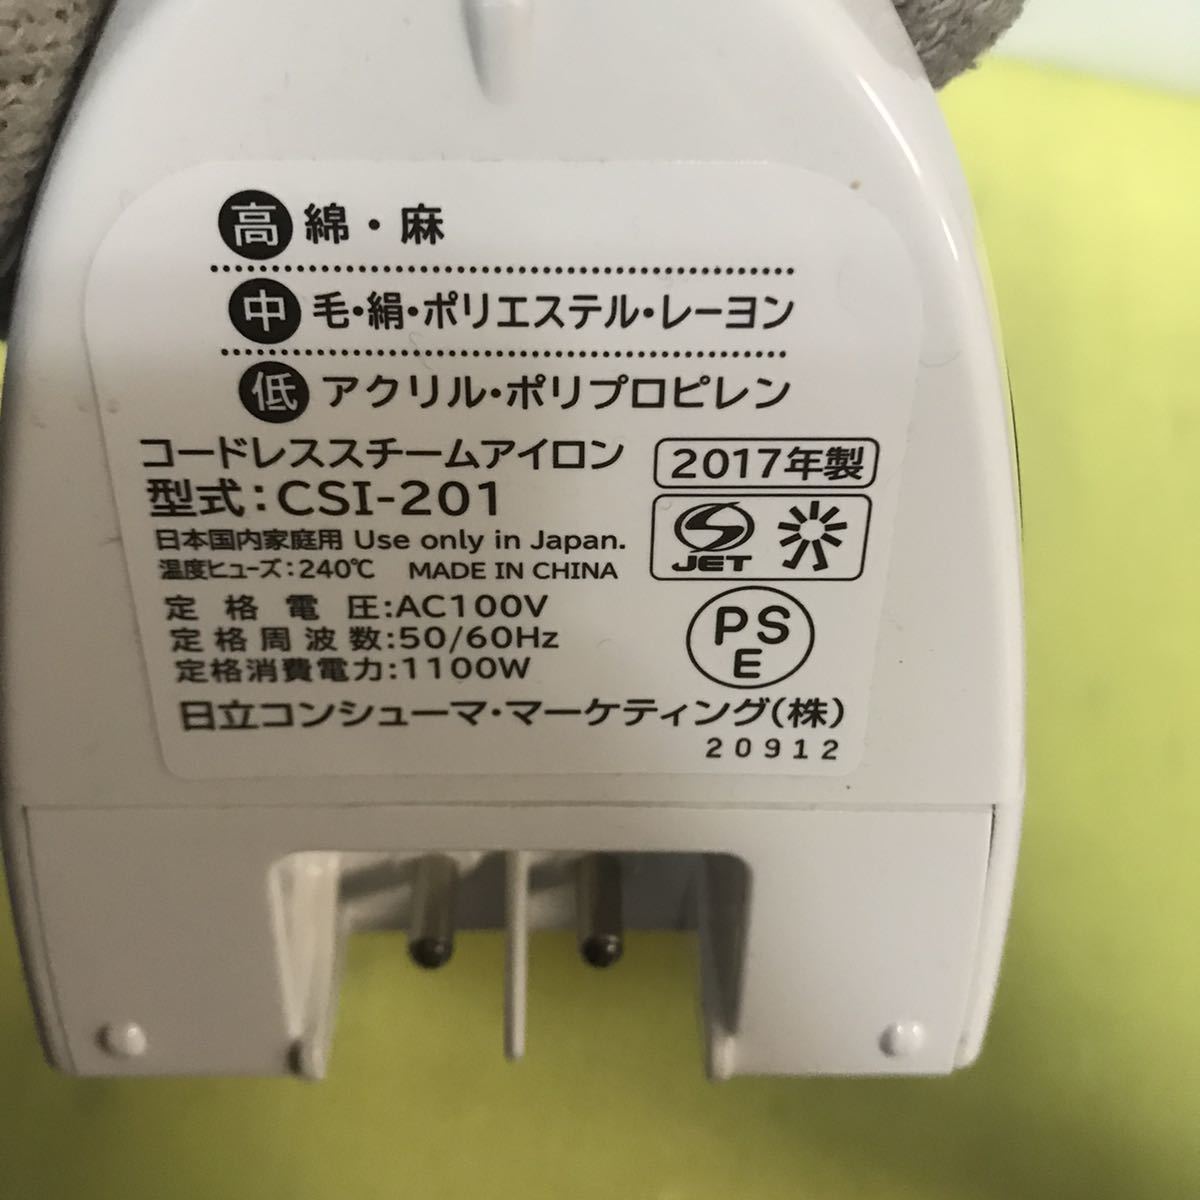 高 綿・麻
中 毛・絹・ポリエステル・レーヨン
低 アクリル・ポリプロピレン
コードレススチームアイロン
2017年製
型式：CSI-201
日本国内家庭用 Use only in Japan.
温度ヒューズ：240℃ MADE IN CHINA
JET
定格電圧:AC100V
定格周波数:50/60Hz
定格消費電力:1100W
PS
E
日立コンシューマ・マーケティング(株)
20912